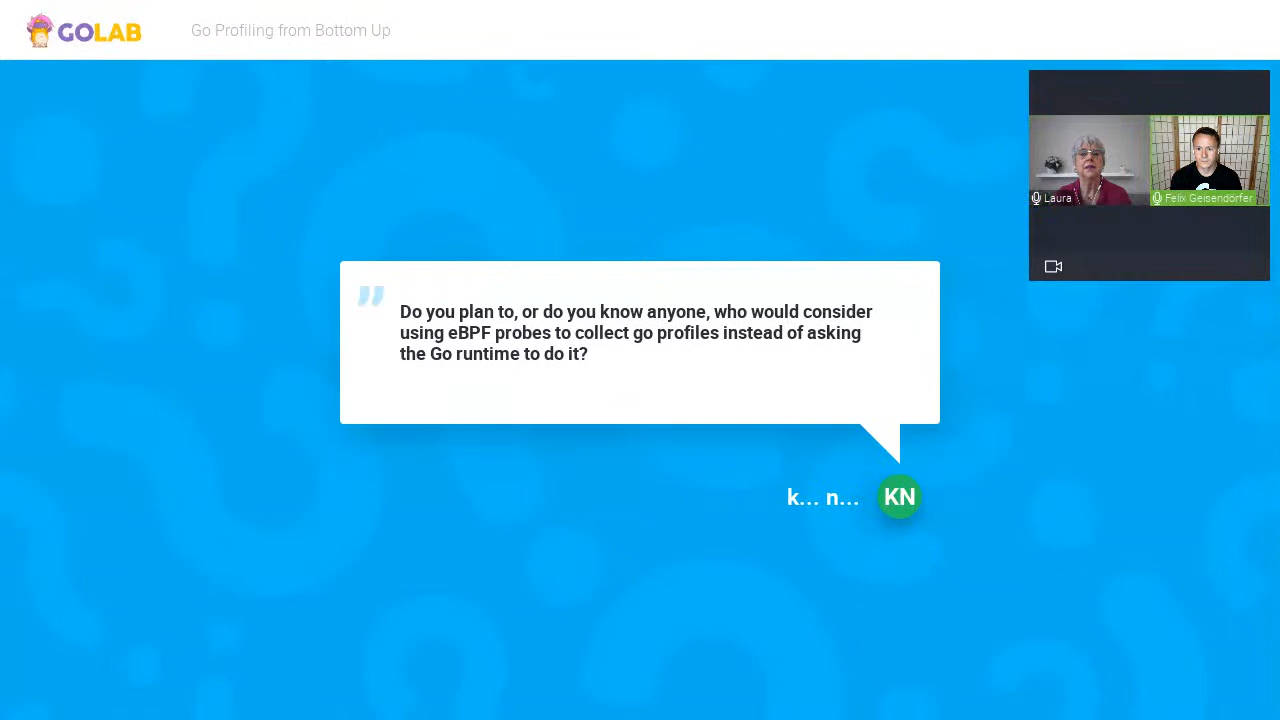 GOLAB
Go Profiling from Bottom Up
Laura
Felix Geisendörfer
Do you plan to, or do you know anyone, who would consider
using eBPF probes to collect go profiles instead of asking
the Go runtime to do it?
k... n...
KN